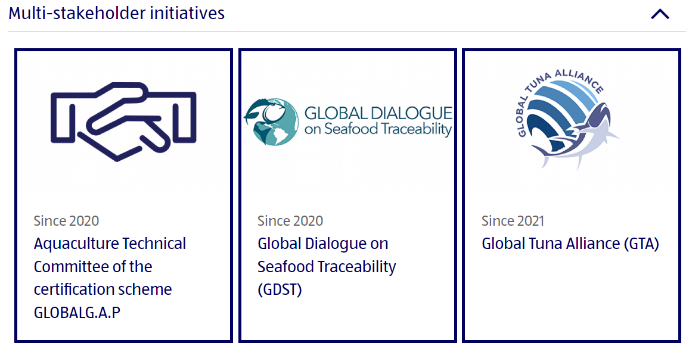 Multi-stakeholder initiatives
GLOBAL DIALOGUE
on Seafood Traceability
GLOBAL TUNA ALLIANCE
Since 2020
Aquaculture Technical
Committee of the
certification scheme
GLOBALG.A.P
Since 2020
Global Dialogue on
Seafood Traceability
(GDST)
Since 2021
Global Tuna Alliance (GTA)